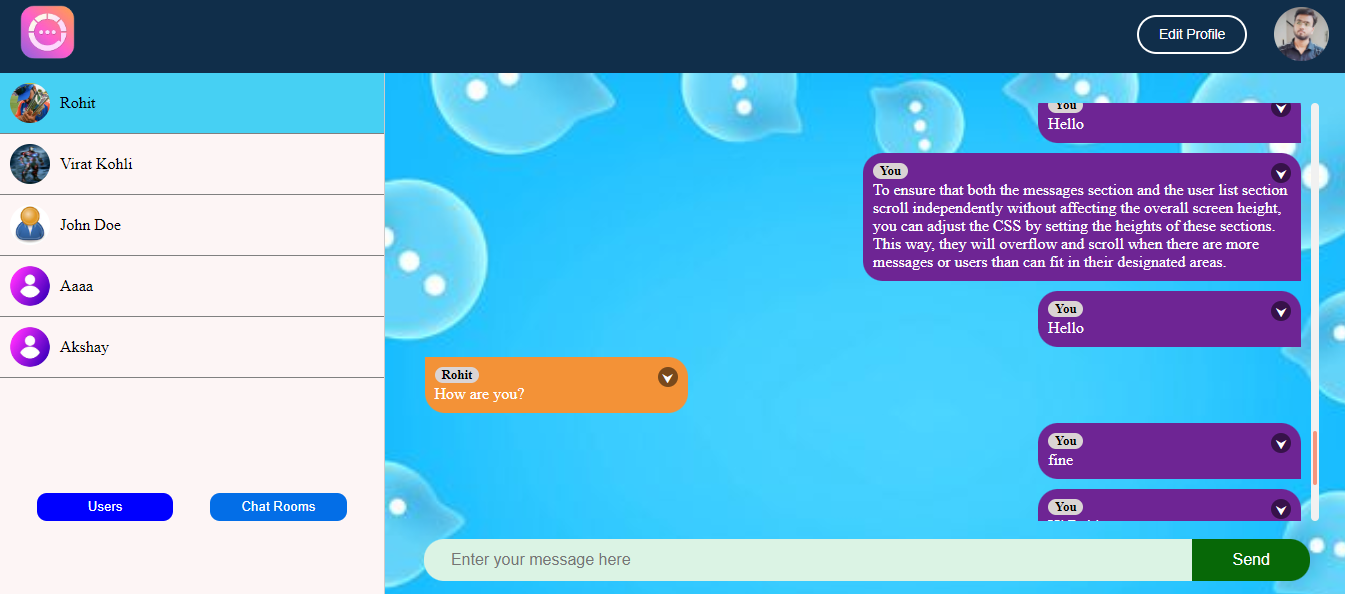 Edit Profile
Rohit
Virat Kohli
John Doe
Aaaa
Akshay
Users
Chat Rooms
You
Hello
You
To ensure that both the messages section and the user list section
scroll independently without affecting the overall screen height,
you can adjust the CSS by setting the heights of these sections.
This way, they will overflow and scroll when there are more
messages or users than can fit in their designated areas.
You
Hello
Rohit
How are you?
You
fine
You
Enter your message here
Send